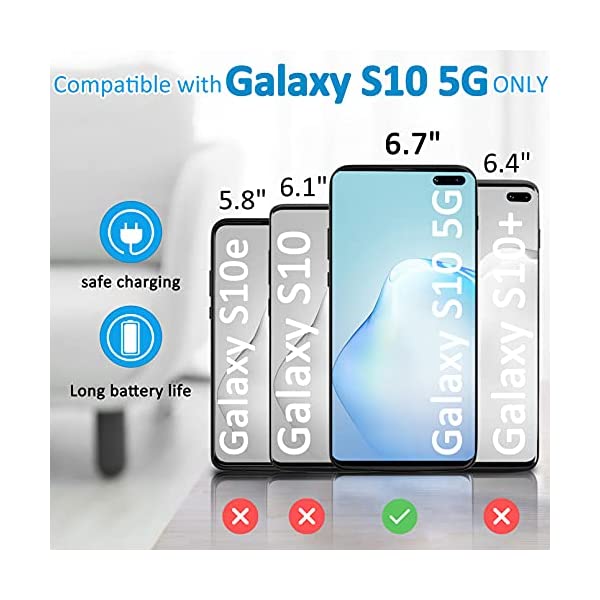 Compatible with Galaxy S10 5G ONLY
5.8"
6.1"
6.7"
6.4"
safe charging
Long battery life
Galaxy S10e
Galaxy S10
Galaxy S10 5G
Galaxy S10+